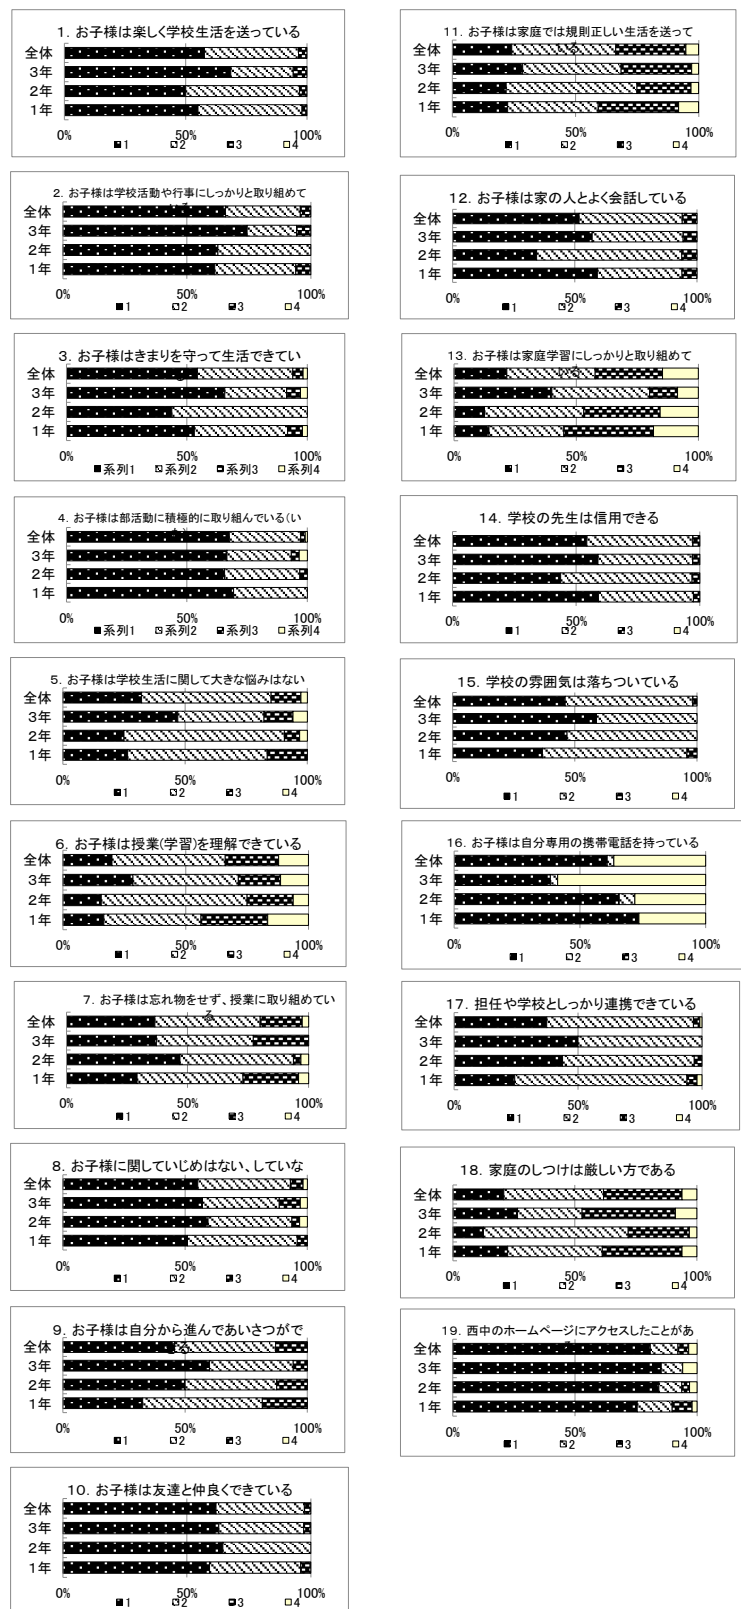 1．お子様は楽しく学校生活を送っている
全体
3年
2年
1年
0% 50% 100%
1 2 3 4
2．お子様は学校活動や行事にしっかりと取り組めて
全体
3年
2年
1年
0% 50% 100%
1 2 3 4
3．お子様はきまりを守って生活できてい
全体
3年
2年
1年
0% 50% 100%
系列1 系列2 系列3 系列4
4．お子様は部活動に積極的に取り組んでいる（い
全体
3年
2年
1年
0% 50% 100%
系列1 系列2 系列3 系列4
5．お子様は学校生活に関して大きな悩みはない
全体
3年
2年
1年
0% 50% 100%
1 2 3 4
6．お子様は授業(学習)を理解できている
全体
3年
2年
1年
0% 50% 100%
1 2 3 4
7．お子様は忘れ物をせず、授業に取り組めてい
る
全体
3年
2年
1年
0% 50% 100%
1 2 3 4
8．お子様に関していじめはない、していな
全体
3年
2年
1年
0% 50% 100%
1 2 3 4
9．お子様は自分から進んであいさつがで
きる
全体
3年
2年
1年
0% 50% 100%
1 2 3 4
10．お子様は友達と仲良くできている
全体
3年
2年
1年
0% 50% 100%
1 2 3 4
11．お子様は家庭では規則正しい生活を送って
いる
全体
3年
2年
1年
0% 50% 100%
1 2 3 4
12．お子様は家の人とよく会話している
全体
3年
2年
1年
0% 50% 100%
1 2 3 4
13．お子様は家庭学習にしっかりと取り組めて
いる
全体
3年
2年
1年
0% 50% 100%
1 2 3 4
14．学校の先生は信用できる
全体
3年
2年
1年
0% 50% 100%
1 2 3 4
15．学校の雰囲気は落ちついている
全体
3年
2年
1年
0% 50% 100%
1 2 3 4
16．お子様は自分専用の携帯電話を持っている
全体
3年
2年
1年
0% 50% 100%
1 2 3 4
17．担任や学校としっかり連携できている
全体
3年
2年
1年
0% 50% 100%
1 2 3 4
18．家庭のしつけは厳しい方である
全体
3年
2年
1年
0% 50% 100%
1 2 3 4
19．西中のホームページにアクセスしたことがあ
全体
3年
2年
1年
0% 50% 100%
1 2 3 4